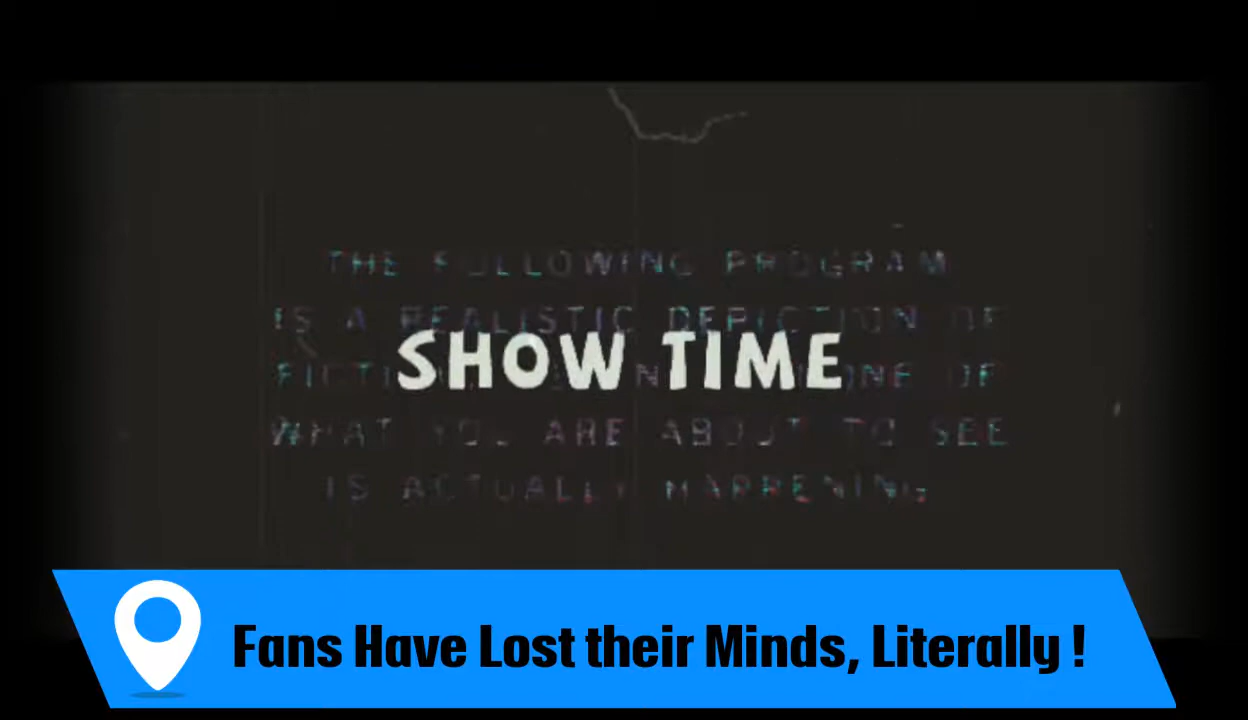 THE FOLLOWING PROGRAM
IS A REALISTIC DEPICTION OF
SHOW TIME
OF
WHAT YOU ARE ABOUT TO SEE
IS ACTUALLY HAPPENING
Fans Have Lost their Minds, Literally !